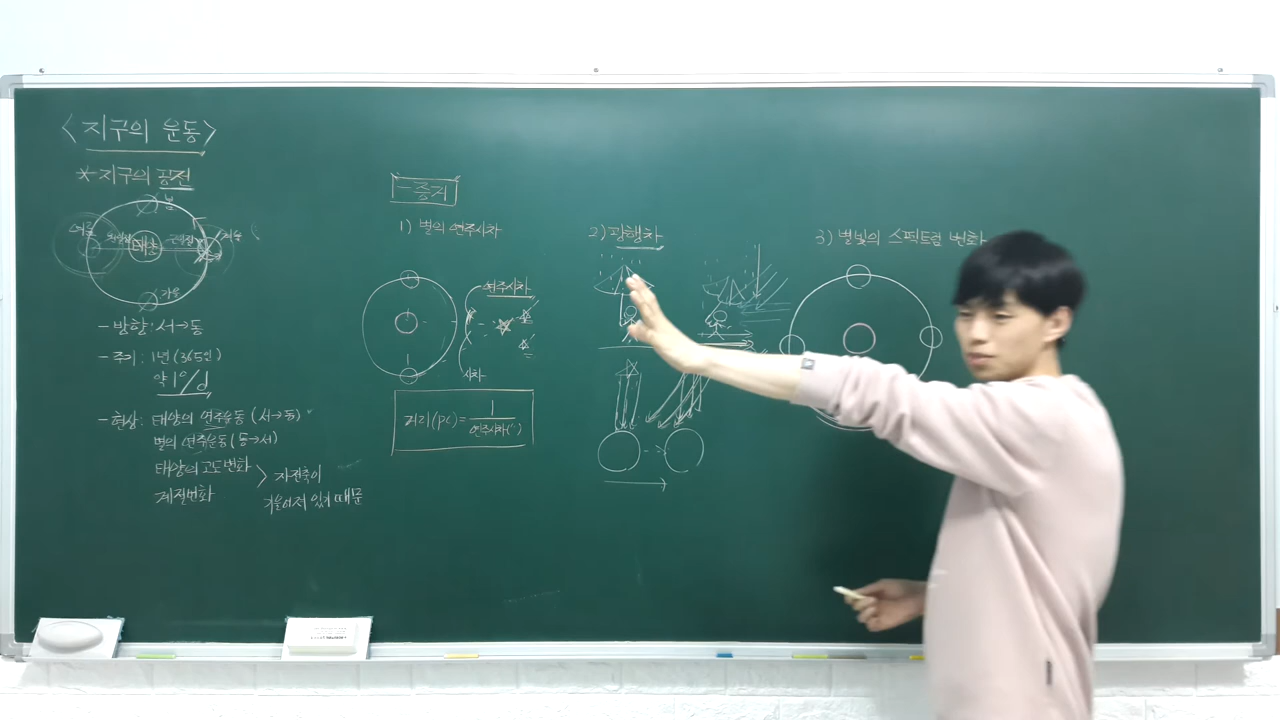 <지구의 운동>
*지구의 공전
봄
여름
태양
겨울
가을
- 방향: 서→동
- 주기: 1년(365일)
약 1°/d
- 현상: 태양의 연주운동 (서→동)
별의 연주운동 (동→서)
태양의 고도변화
계절변화
> 자전축이
기울어져 있기 때문
- 증거
1) 별의 연주시차
연주시차
시차
거리(pc) = 1/연주시차(")
2) 광행차
3) 별빛의 스펙트럼 변화